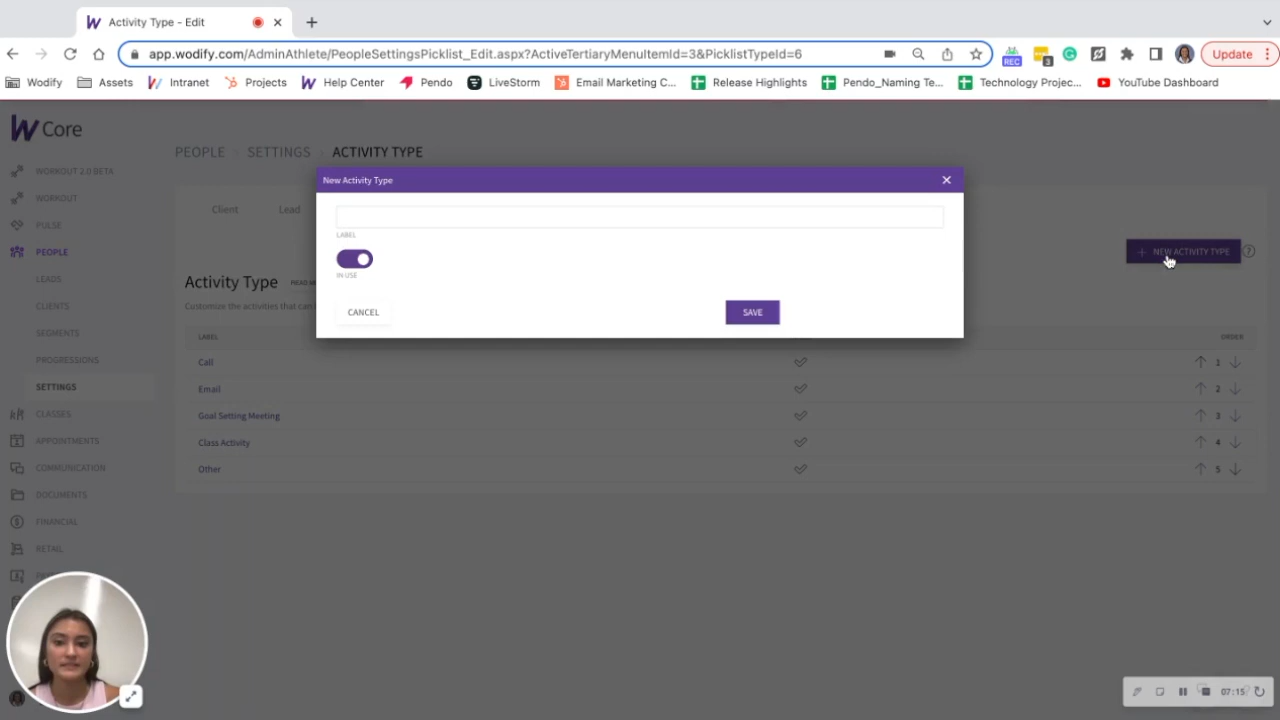 Activity Type - Edit
app.wodify.com/AdminAthlete/PeopleSettingsPicklist_Edit.aspx?ActiveTertiaryMenuItemId=3&PicklistTypeId=6
REC
3
Update
Wodify
Assets
Intranet
Projects
Help Center
Pendo
LiveStorm
Email Marketing C...
Release Highlights
Pendo_Naming Te...
Technology Projec...
YouTube Dashboard
W Core
PEOPLE
SETTINGS
ACTIVITY TYPE
WORKOUT 2.0 BETA
WORKOUT
PULSE
PEOPLE
LEADS
CLIENTS
SEGMENTS
PROGRESSIONS
SETTINGS
CLASSES
APPOINTMENTS
COMMUNICATION
DOCUMENTS
FINANCIAL
RETAIL
Client
Lead
+ NEW ACTIVITY TYPE
?
Activity Type
Customize the activities that can
New Activity Type
LABEL
IN USE
CANCEL
SAVE
LABEL
ORDER
Call
1
Email
2
Goal Setting Meeting
3
Class Activity
4
Other
5
07:15